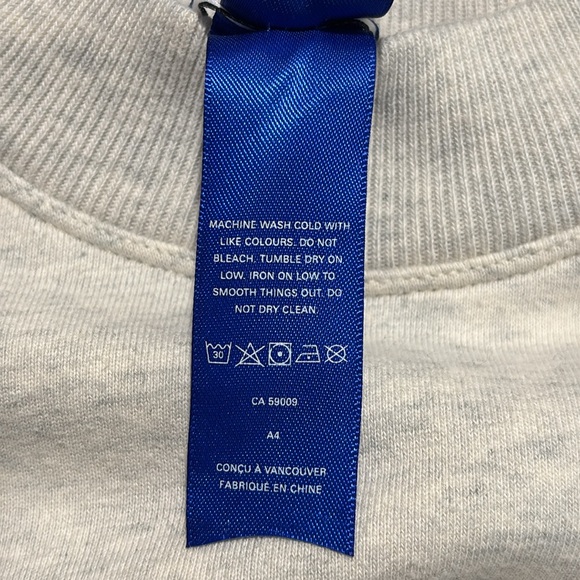 MACHINE WASH COLD WITH
LIKE COLOURS. DO NOT
BLEACH. TUMBLE DRY ON
LOW. IRON ON LOW TO
SMOOTH THINGS OUT. DO
NOT DRY CLEAN.
30
CA 59009
A4
CONÇU À VANCOUVER
FABRIQUÉ EN CHINE